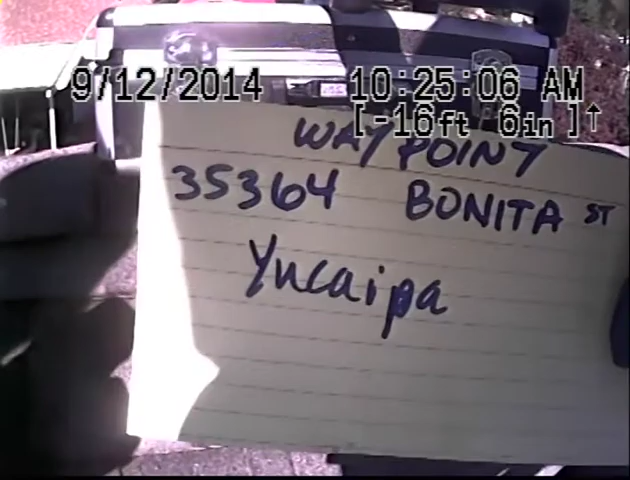 9/12/2014 10:25:06 AM
[-16ft 6in ]↑
WAYPOINT
35364 BONITA ST
Yucaipa